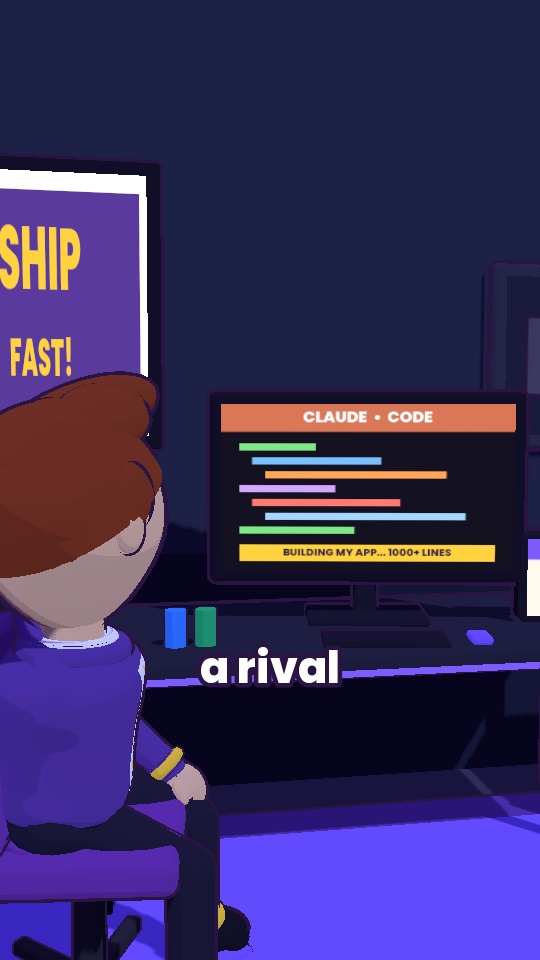 SHIP
FAST!
CLAUDE • CODE
BUILDING MY APP... 1000+ LINES
a rival